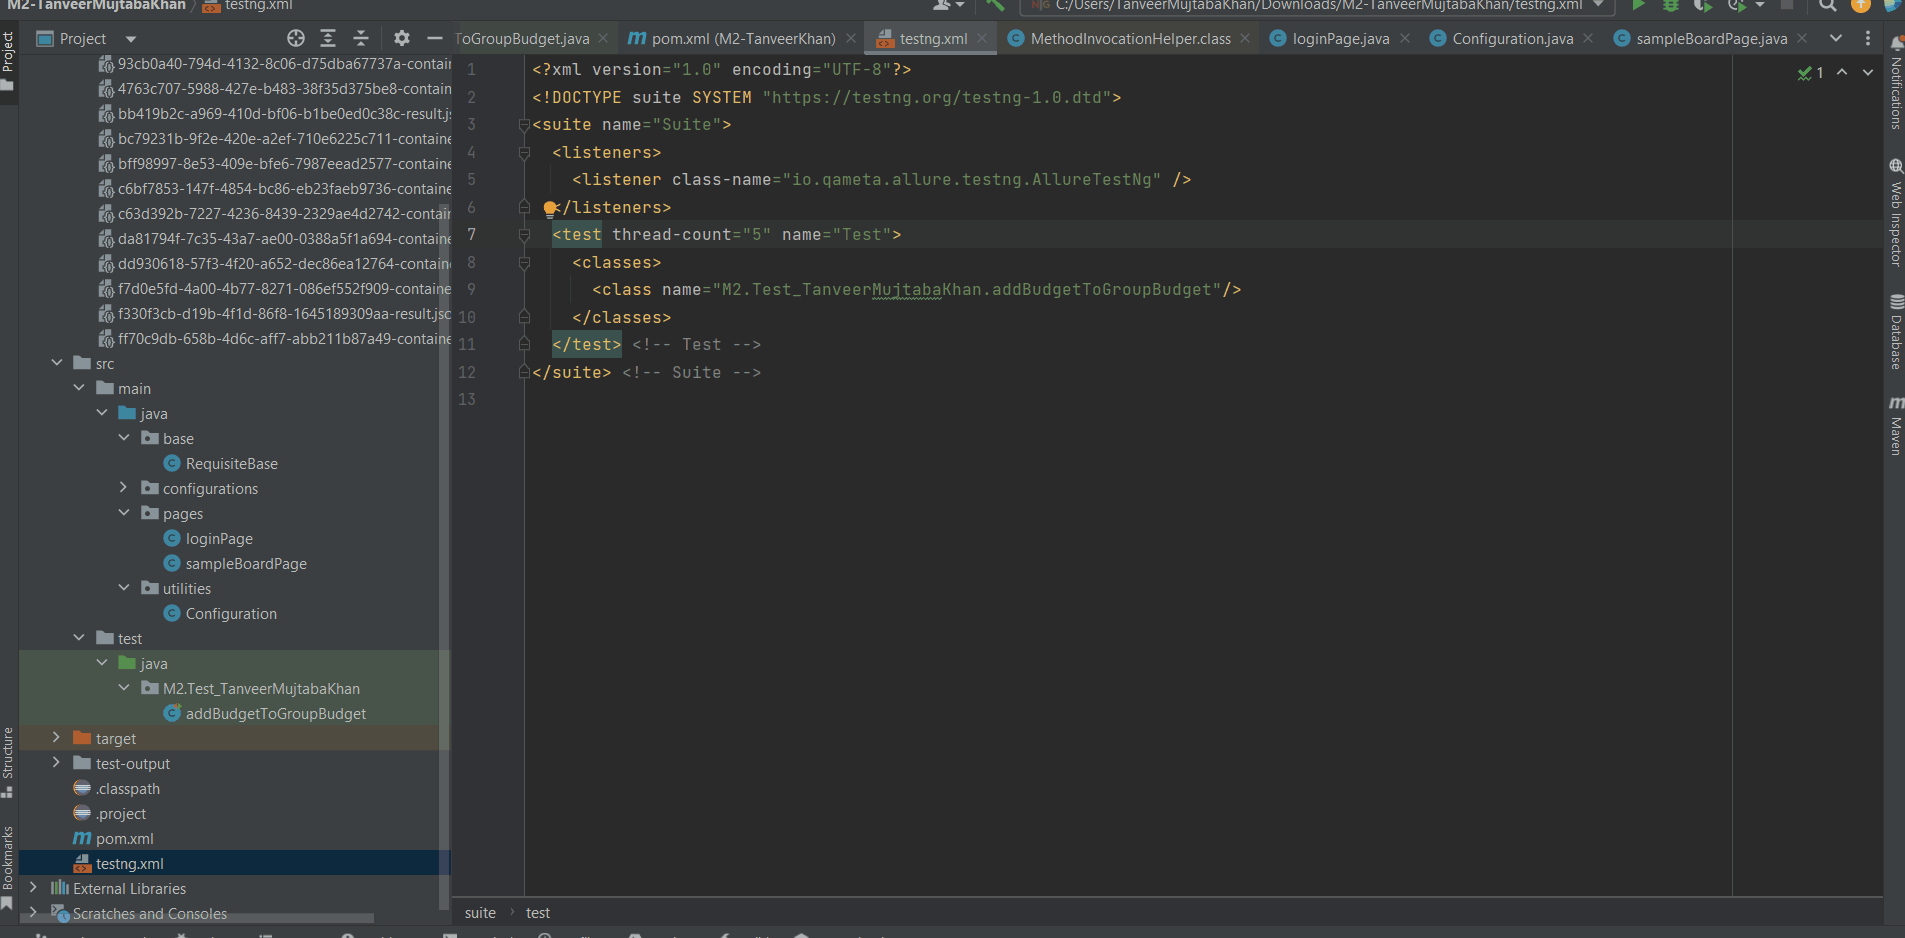 M2-TanveerMujtabaKhan
testng.xml
C:/Users/TanveerMujtabaKhan/Downloads/M2-TanveerMujtabaKhan/testng.xml
Project
Project
ToGroupBudget.java
pom.xml (M2-TanveerKhan)
testng.xml
MethodInvocationHelper.class
loginPage.java
Configuration.java
sampleBoardPage.java
93cb0a40-794d-4132-8c06-d75dba67737a-contain
4763c707-5988-427e-b483-38f35d375be8-contain
bb419b2c-a969-410d-bf06-b1be0ed0c38c-result.js
bc79231b-9f2e-420e-a2ef-710e6225c711-containe
bff98997-8e53-409e-bfe6-7987eead2577-containe
c6bf7853-147f-4854-bc86-eb23faeb9736-contain
c63d392b-7227-4236-8439-2329ae4d2742-contain
da81794f-7c35-43a7-ae00-0388a5f1a694-contain
dd930618-57f3-4f20-a652-dec86ea12764-containe
f7d0e5fd-4a00-4b77-8271-086ef552f909-containe
f330f3cb-d19b-4f1d-86f8-1645189309aa-result.jso
ff70c9db-658b-4d6c-aff7-abb211b87a49-containe
src
main
java
base
RequisiteBase
configurations
pages
loginPage
sampleBoardPage
utilities
Configuration
test
java
M2.Test_TanveerMujtabaKhan
addBudgetToGroupBudget
target
test-output
.classpath
.project
pom.xml
testng.xml
External Libraries
Scratches and Consoles
Structure
Bookmarks
1 <?xml version="1.0" encoding="UTF-8"?>
2 <!DOCTYPE suite SYSTEM "https://testng.org/testng-1.0.dtd">
3 <suite name="Suite">
4 <listeners>
5 <listener class-name="io.qameta.allure.testng.AllureTestNg" />
6 </listeners>
7 <test thread-count="5" name="Test">
8 <classes>
9 <class name="M2.Test_TanveerMujtabaKhan.addBudgetToGroupBudget"/>
10 </classes>
11 </test> <!-- Test -->
12 </suite> <!-- Suite -->
13
1
suite
test
Notifications
Web Inspector
Database
Maven